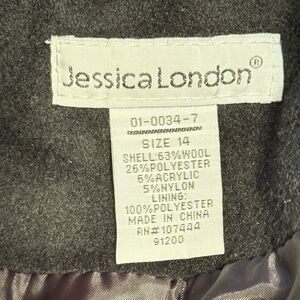 Jessica London®
01-0034-7
SIZE 14
SHELL:63%WOOL
26%POLYESTER
6%ACRYLIC
5%NYLON
LINING:
100%POLYESTER
MADE IN CHINA
RN#107444
91200